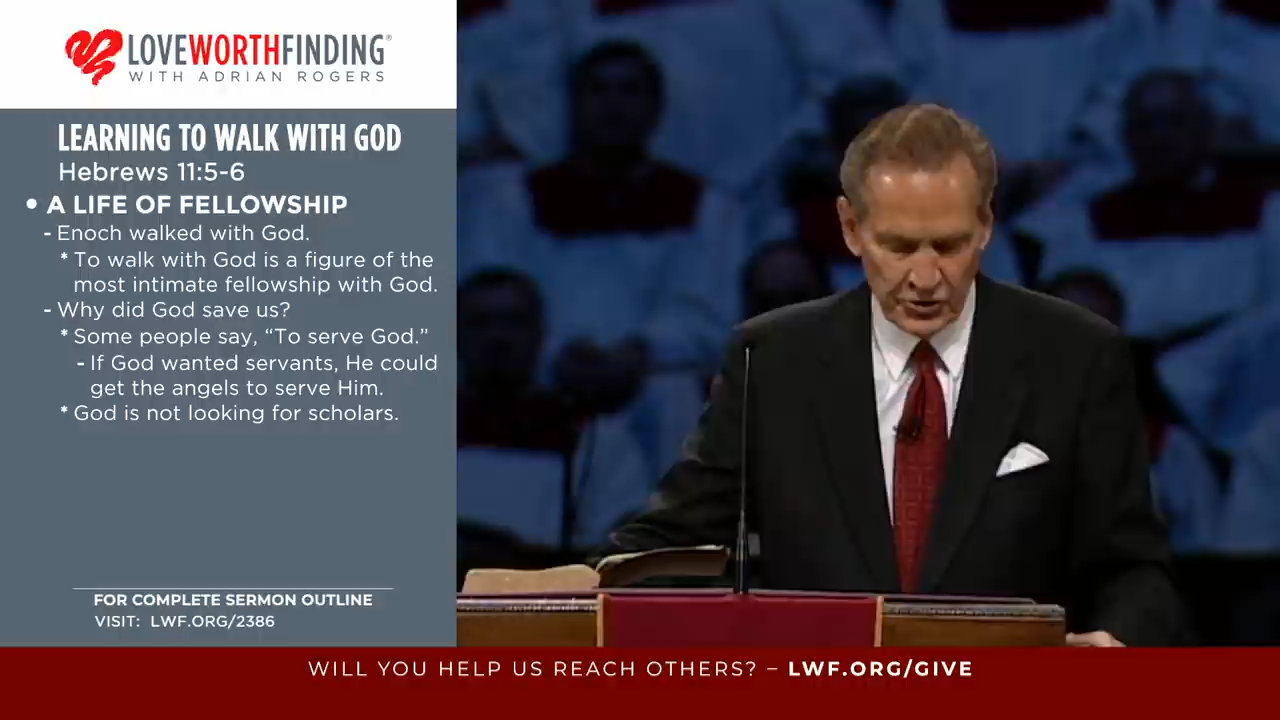 LOVEWORTHFINDING®
WITH ADRIAN ROGERS
LEARNING TO WALK WITH GOD
Hebrews 11:5-6
• A LIFE OF FELLOWSHIP
- Enoch walked with God.
* To walk with God is a figure of the
most intimate fellowship with God.
- Why did God save us?
* Some people say, “To serve God.”
- If God wanted servants, He could
get the angels to serve Him.
* God is not looking for scholars.
FOR COMPLETE SERMON OUTLINE
VISIT: LWF.ORG/2386
WILL YOU HELP US REACH OTHERS? – LWF.ORG/GIVE